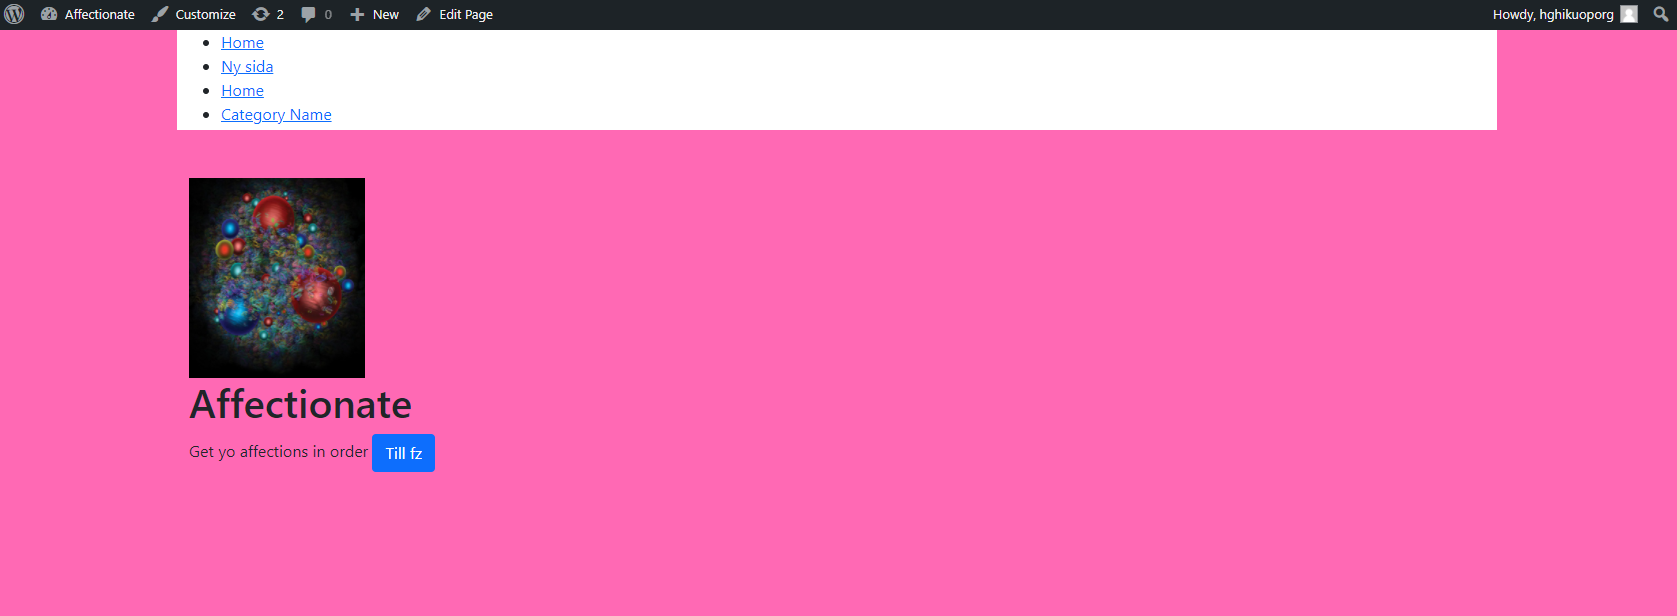 Affectionate Customize 2 0 New Edit Page Howdy, hghikuoporg
Home
Ny sida
Home
Category Name
Affectionate
Get yo affections in order Till fz